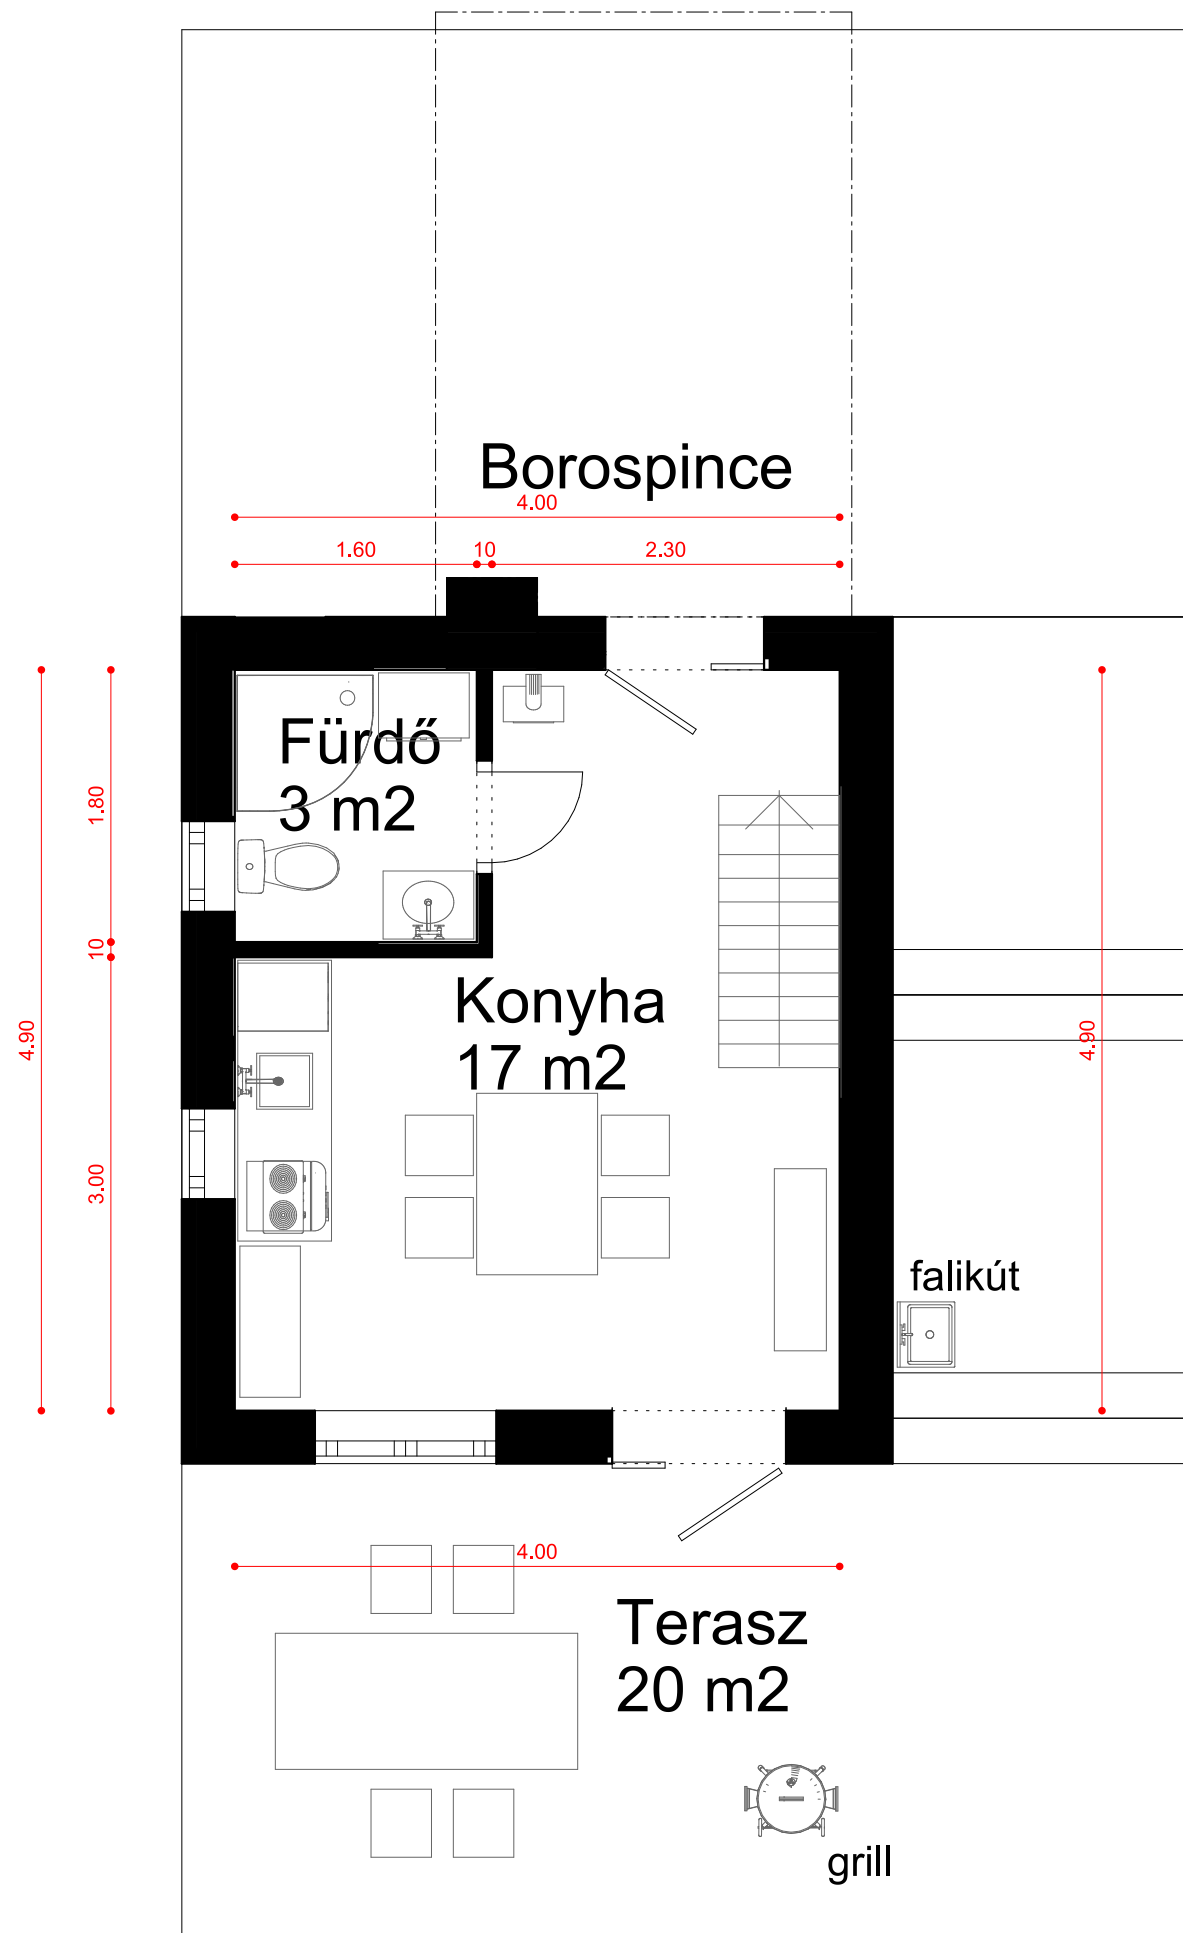 Borospince
4.00
1.60 10 2.30
Fürdő
3 m2
1.80
10
4.90
3.00
4.90
Konyha
17 m2
falikút
4.00
Terasz
20 m2
grill